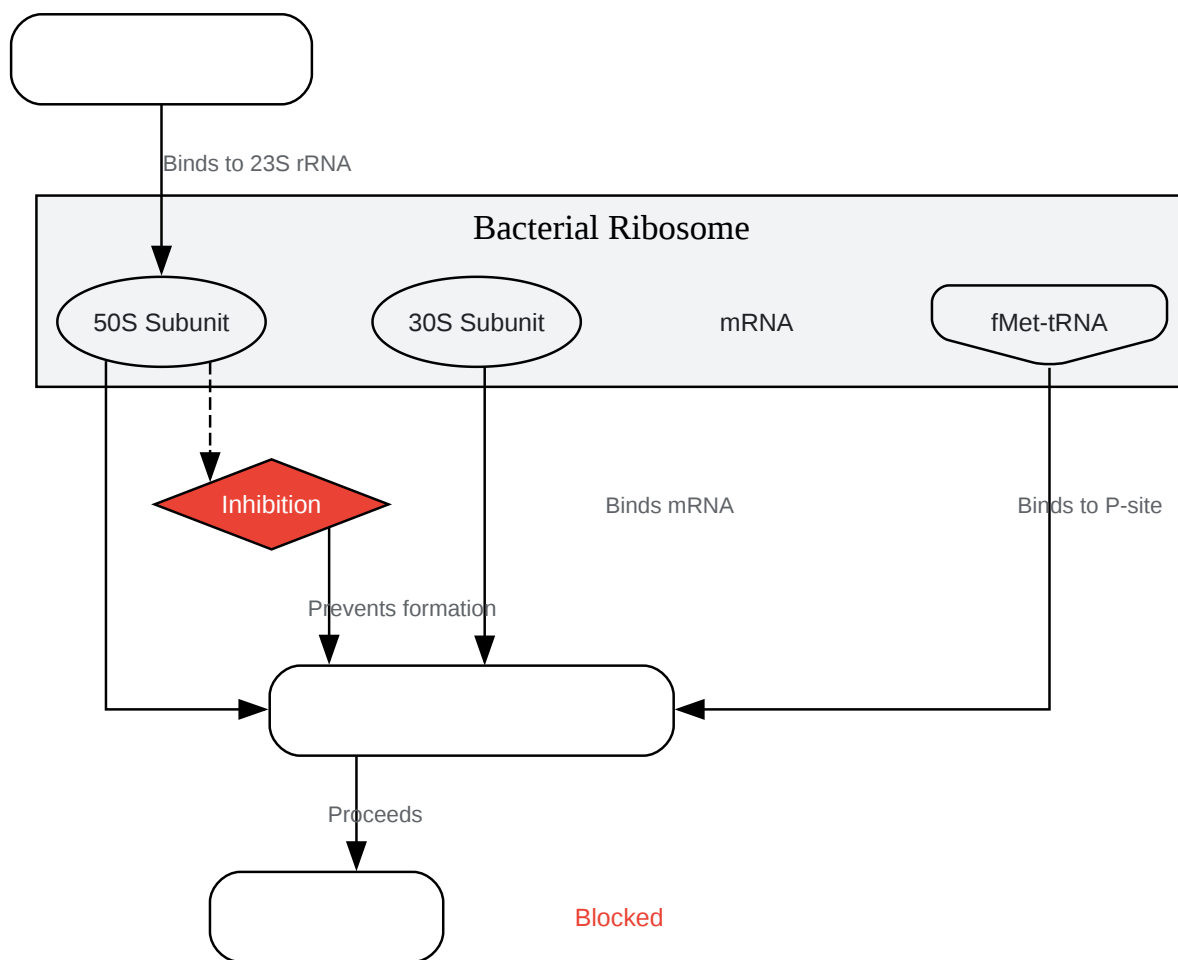 Binds to 23S rRNA
Bacterial Ribosome
50S Subunit
30S Subunit
mRNA
fMet-tRNA
Inhibition
Binds mRNA
Binds to P-site
Prevents formation
Proceeds
Blocked